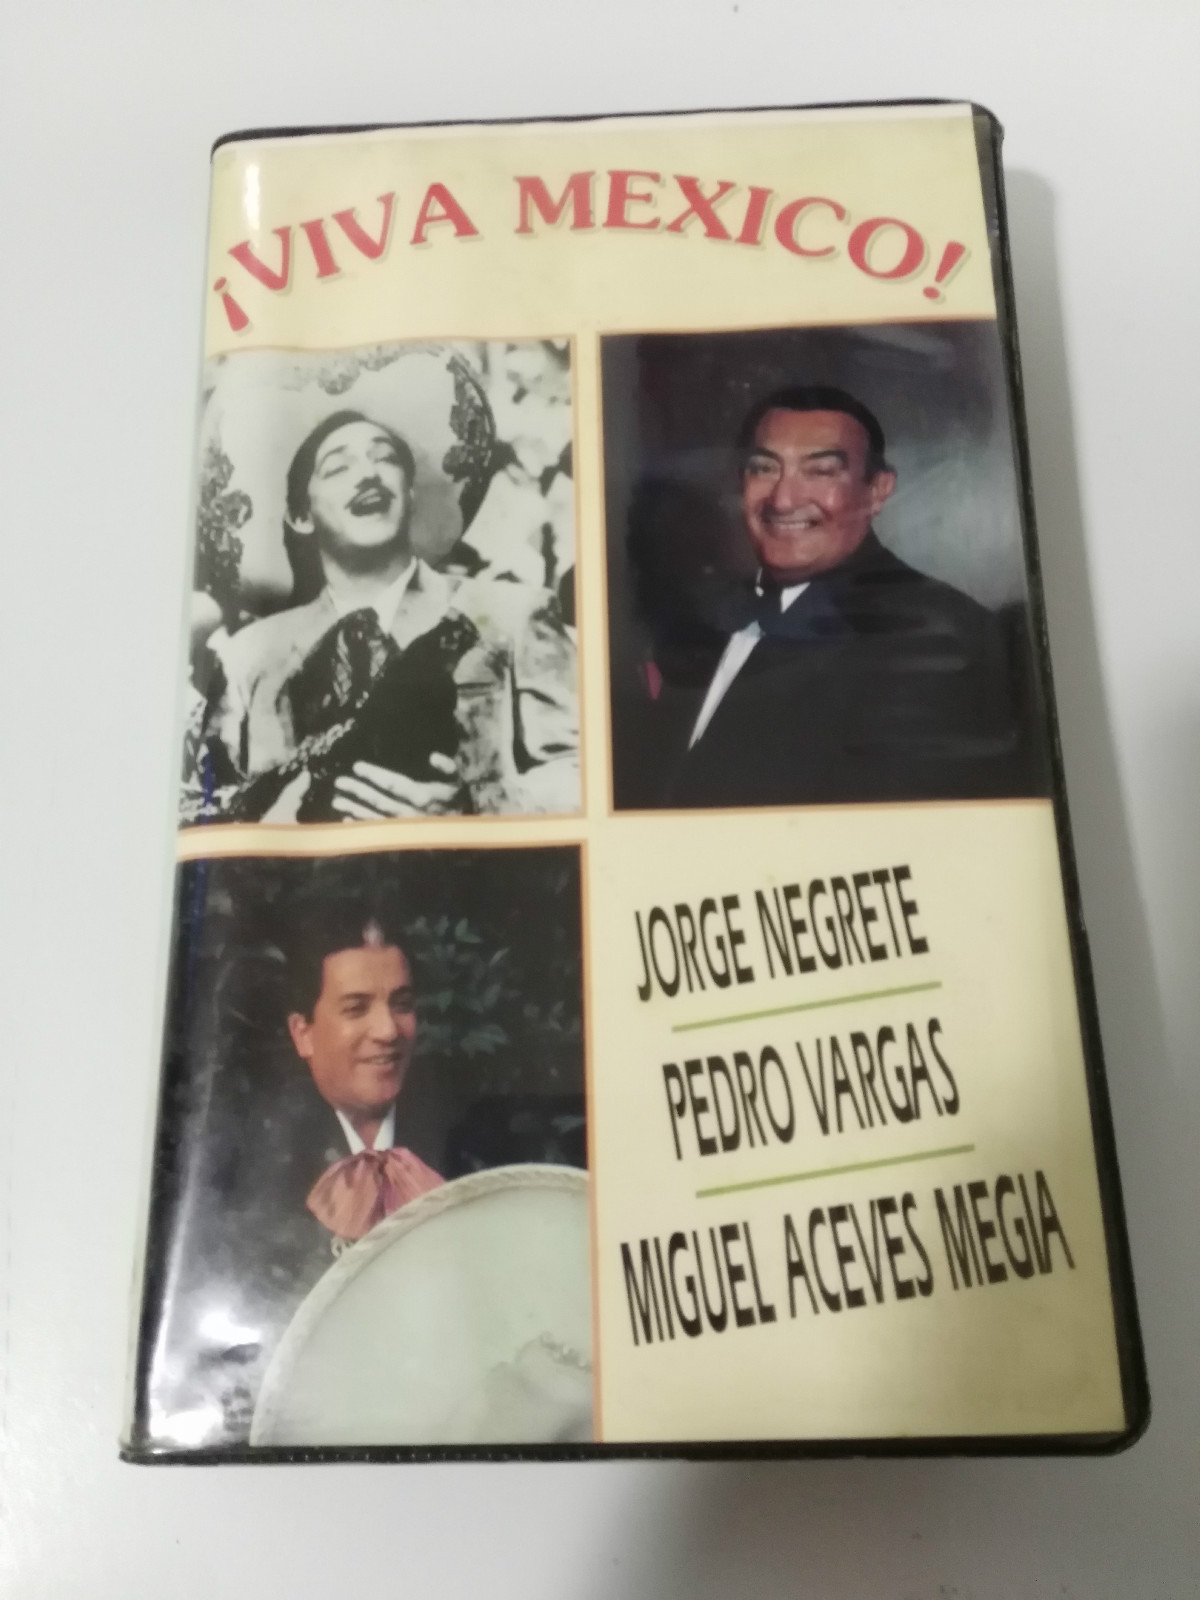 ¡VIVA MEXICO!
JORGE NEGRETE
PEDRO VARGAS
MIGUEL ACEVES MEGIA